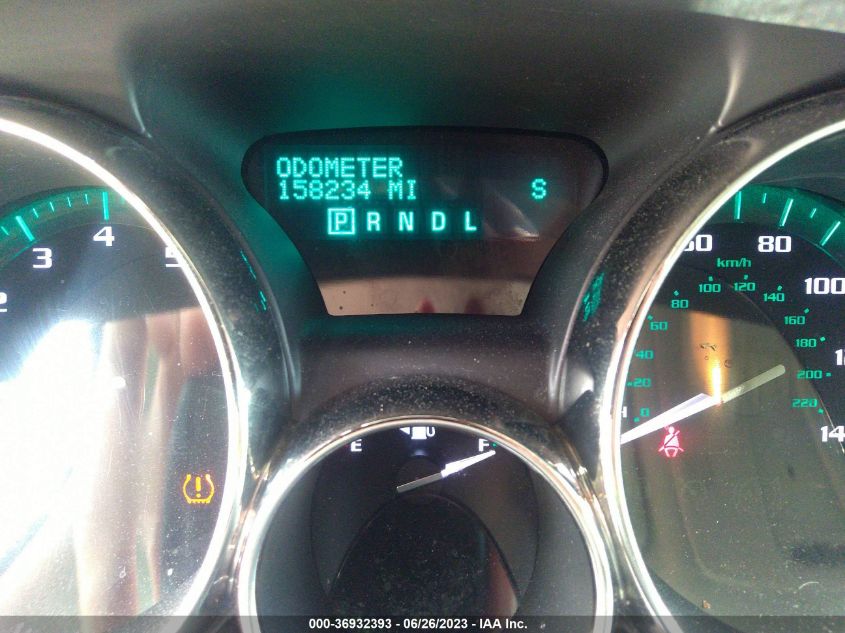 ODOMETER
158234 MI S
P R N D L
2 3 4 5
60 80 100 14
km/h
0 20 40 60 80 100 120 140 160 180 200 220
E F
H
000-36932393 / 06/26/2023 - IAA Inc.